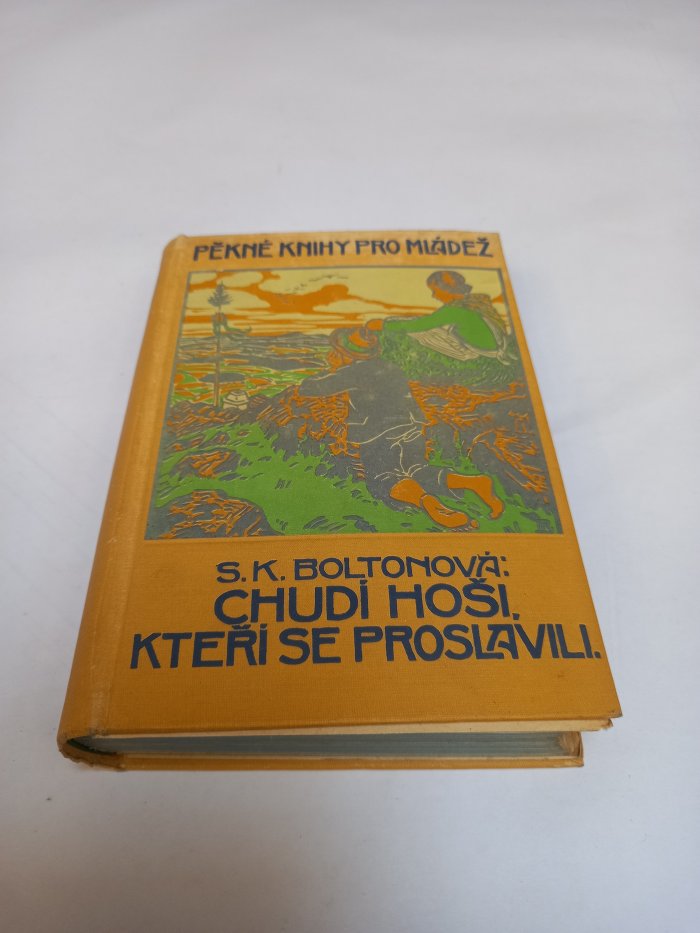 PĚKNÉ KNIHY PRO MLÁDEŽ
S. K. BOLTONOVÁ:
CHUDÍ HOŠI,
KTEŘÍ SE PROSLAVILI.